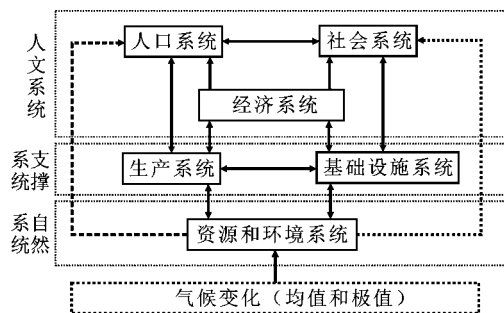 人文系统
人口系统
社会系统
经济系统
支撑系统
生产系统
基础设施系统
自然系统
资源和环境系统
气候变化（均值和极值）